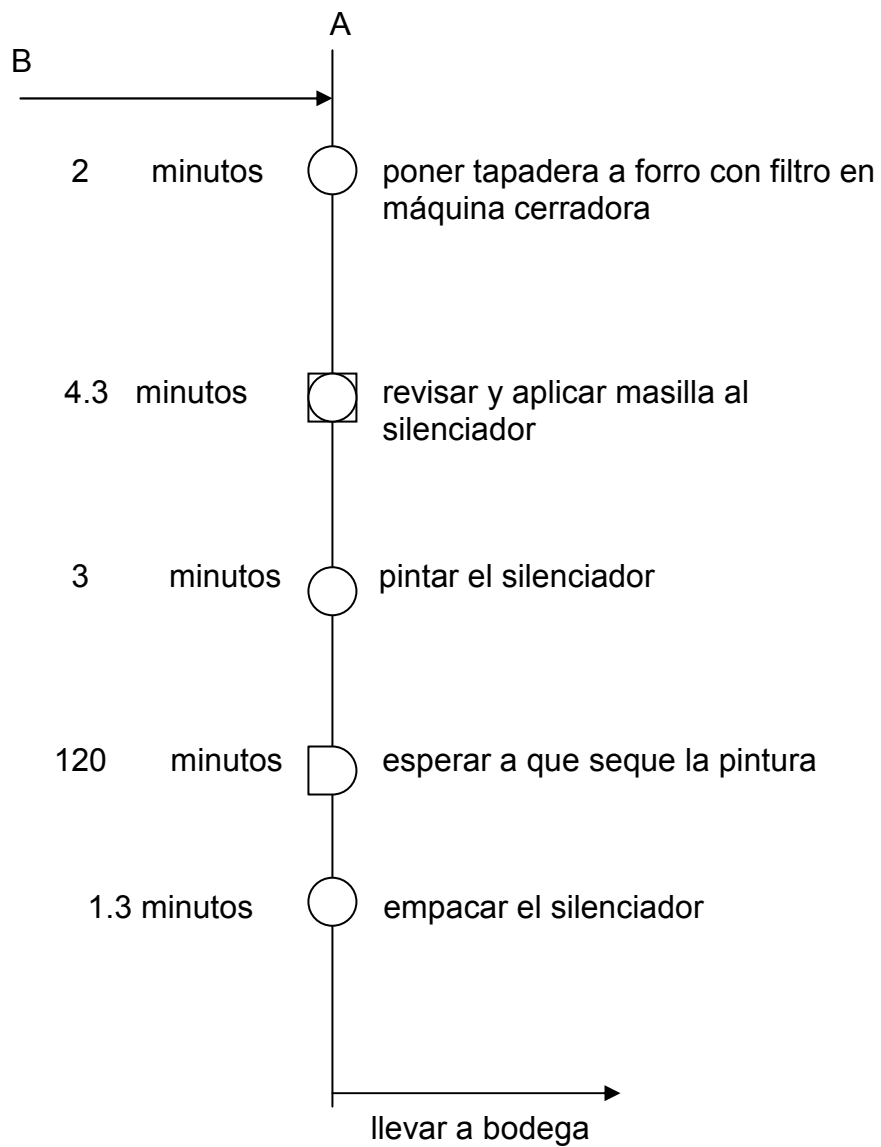 A
B
2 minutos poner tapadera a forro con filtro en
máquina cerradora
4.3 minutos revisar y aplicar masilla al
silenciador
3 minutos pintar el silenciador
120 minutos esperar a que seque la pintura
1.3 minutos empacar el silenciador
llevar a bodega